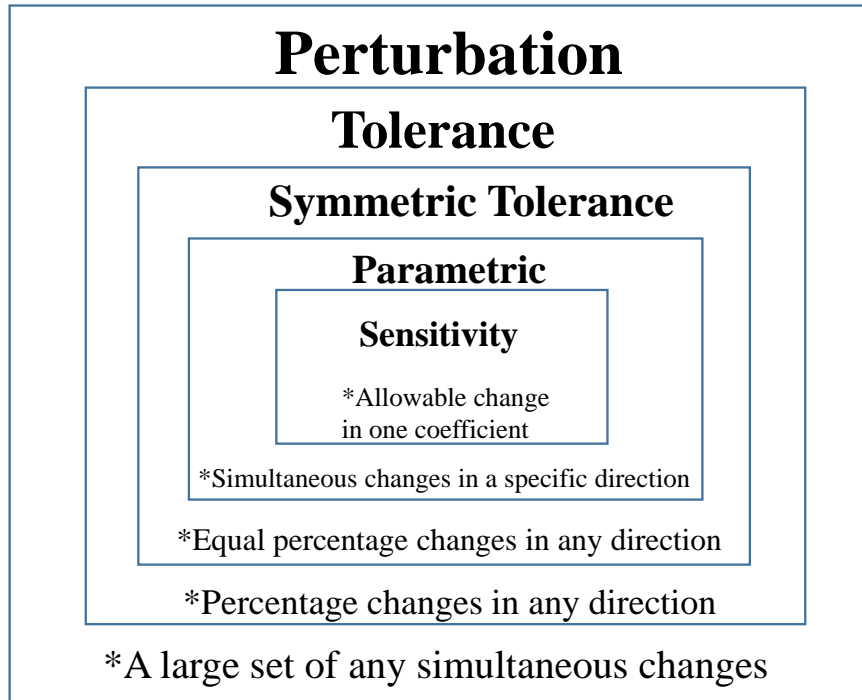 Perturbation
Tolerance
Symmetric Tolerance
Parametric
Sensitivity
*Allowable change
in one coefficient
*Simultaneous changes in a specific direction
*Equal percentage changes in any direction
*Percentage changes in any direction
*A large set of any simultaneous changes